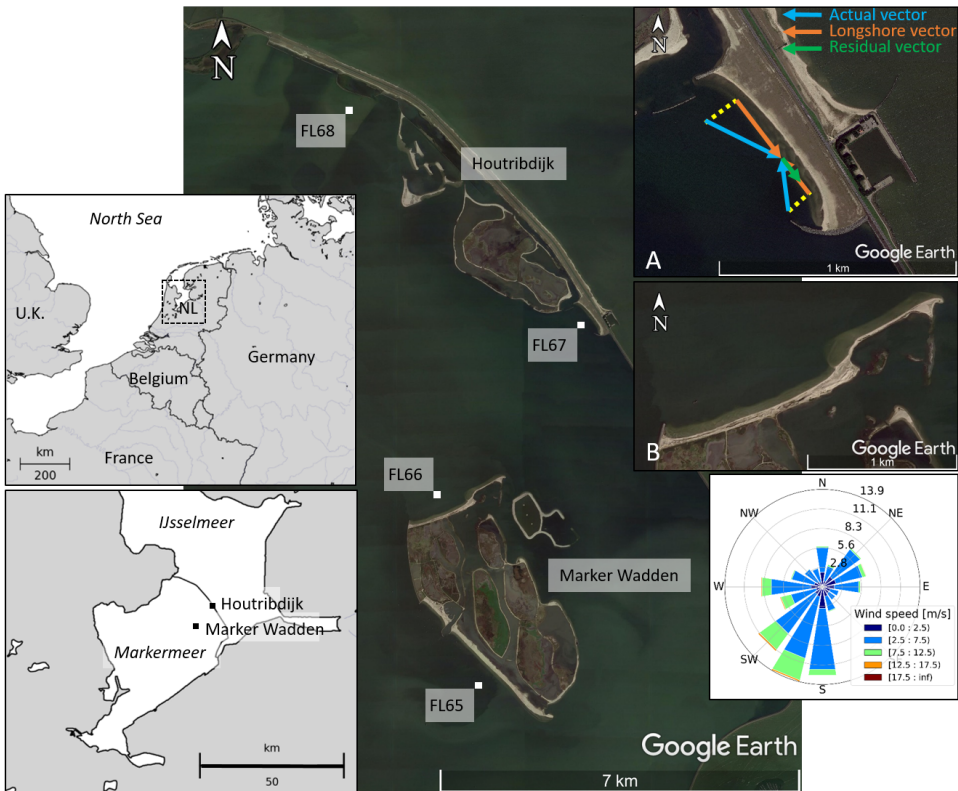 N
FL68
Houtribdijk
FL67
FL66
Marker Wadden
FL65
Google Earth
7 km
North Sea
U.K.
NL
Germany
Belgium
France
km
200
IJsselmeer
Houtribdijk
Marker Wadden
Markermeer
km
50
Actual vector
Longshore vector
Residual vector
N
A
Google Earth
1 km
N
B
Google Earth
1 km
N
13.9
11.1
NW
NE
8.3
5.6
2.8
W
E
Wind speed [m/s]
[0.0 : 2.5)
[2.5 : 7.5)
[7.5 : 12.5)
[12.5 : 17.5)
[17.5 : inf)
SW
S